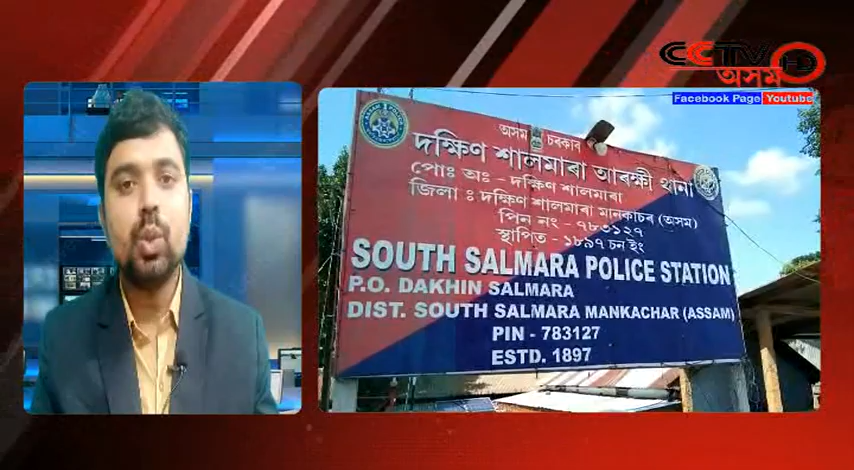 CCTV HD
অসম
Facebook Page Youtube
অসম চৰকাৰ
দক্ষিণ শালমাৰা আৰক্ষী থানা
পোঃ অঃ - দক্ষিণ শালমাৰা
জিলা ঃ দক্ষিণ শালমাৰা মানকাচৰ (অসম)
পিন নং - ৭৮৩১২৭
স্থাপিত - ১৮৯৭ চন ইং
SOUTH SALMARA POLICE STATION
P.O. DAKHIN SALMARA
DIST. SOUTH SALMARA MANKACHAR (ASSAM)
PIN - 783127
ESTD. 1897